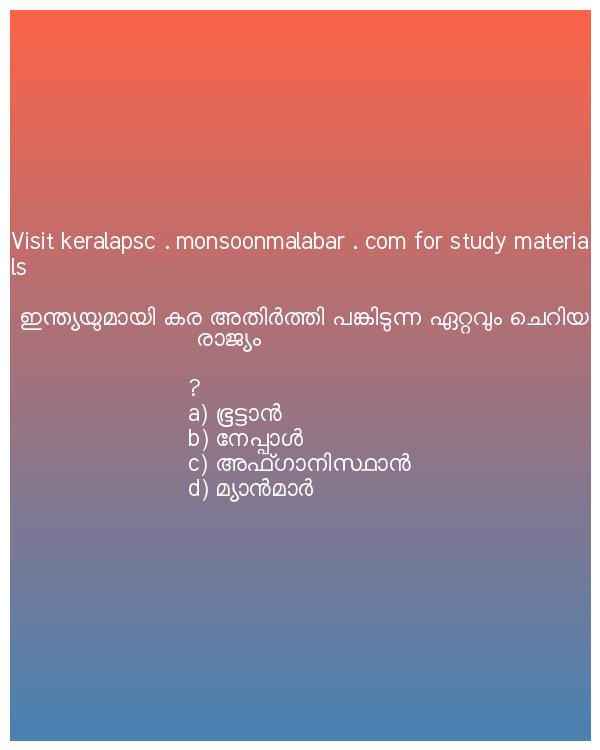 Visit keralapsc . monsoonmalabar . com for study materia
ls
ഇന്ത്യയുമായി കര അതിർത്തി പങ്കിടുന്ന ഏറ്റവും ചെറിയ
രാജ്യം
?
a) ഭൂട്ടാൻ
b) നേപ്പാൾ
c) അഫ്ഗാനിസ്ഥാൻ
d) മ്യാൻമാർ